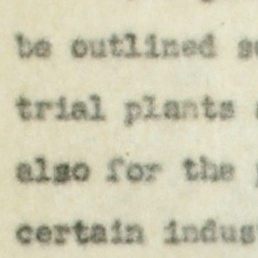 be outlined
trial plants
also for the
certain indus